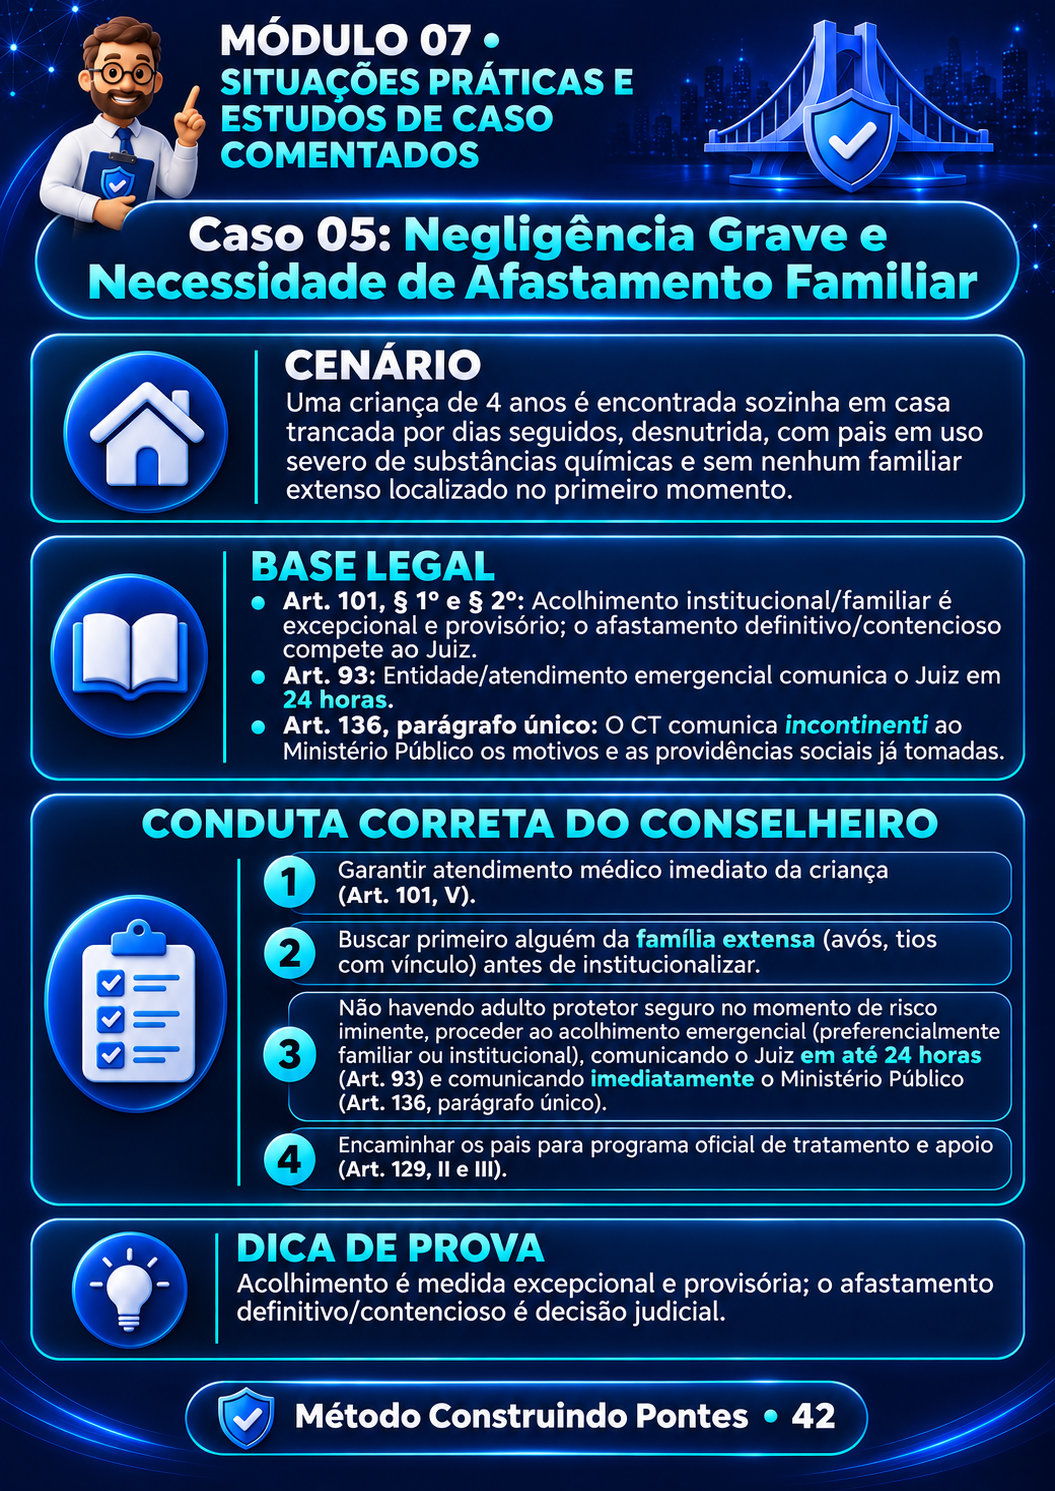 MÓDULO 07 •
SITUAÇÕES PRÁTICAS E
ESTUDOS DE CASO
COMENTADOS
Caso 05: Negligência Grave e
Necessidade de Afastamento Familiar
CENÁRIO
Uma criança de 4 anos é encontrada sozinha em casa
trancada por dias seguidos, desnutrida, com pais em uso
severo de substâncias químicas e sem nenhum familiar
extenso localizado no primeiro momento.
BASE LEGAL
• Art. 101, § 1º e § 2º: Acolhimento institucional/familiar é
excepcional e provisório; o afastamento definitivo/contencioso
compete ao Juiz.
• Art. 93: Entidade/atendimento emergencial comunica o Juiz em
24 horas.
• Art. 136, parágrafo único: O CT comunica incontinenti ao
Ministério Público os motivos e as providências sociais já tomadas.
CONDUTA CORRETA DO CONSELHEIRO
1 Garantir atendimento médico imediato da criança
(Art. 101, V).
2 Buscar primeiro alguém da família extensa (avós, tios
com vínculo) antes de institucionalizar.
Não havendo adulto protetor seguro no momento de risco
iminente, proceder ao acolhimento emergencial (preferencialmente
3 familiar ou institucional), comunicando o Juiz em até 24 horas
(Art. 93) e comunicando imediatamente o Ministério Público
(Art. 136, parágrafo único).
4 Encaminhar os pais para programa oficial de tratamento e apoio
(Art. 129, II e III).
DICA DE PROVA
Acolhimento é medida excepcional e provisória; o afastamento
definitivo/contencioso é decisão judicial.
Método Construindo Pontes • 42